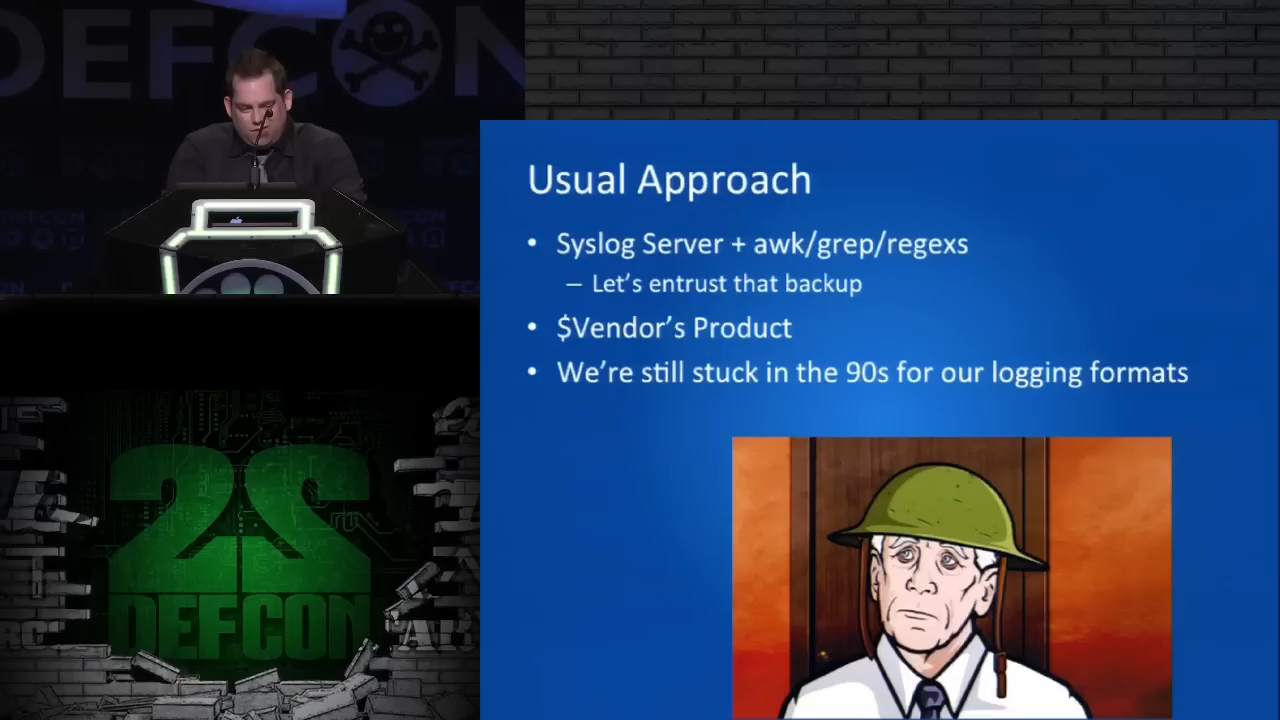 DEFCON
Usual Approach
• Syslog Server + awk/grep/regexs
– Let's entrust that backup
• $Vendor's Product
• We're still stuck in the 90s for our logging formats
22
DEFCON